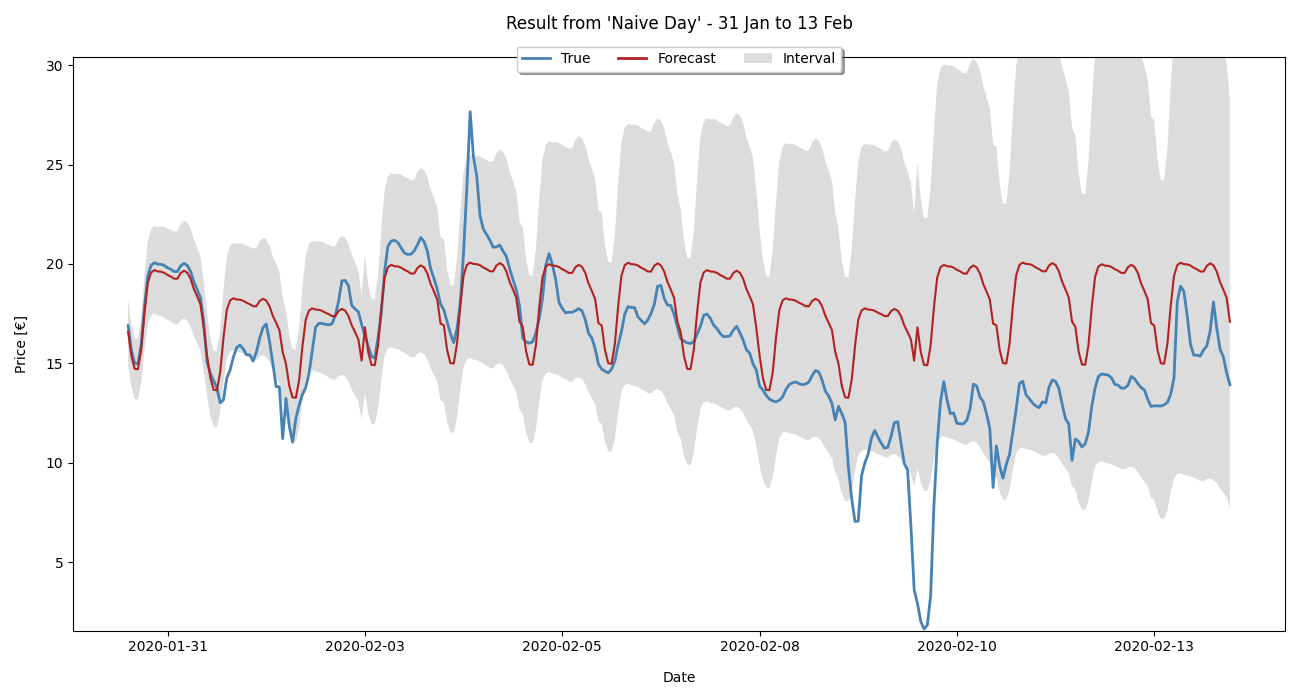 Result from 'Naive Day' - 31 Jan to 13 Feb
True Forecast Interval
30
25
20
15
10
5
Price [€]
2020-01-31 2020-02-03 2020-02-05 2020-02-08 2020-02-10 2020-02-13
Date